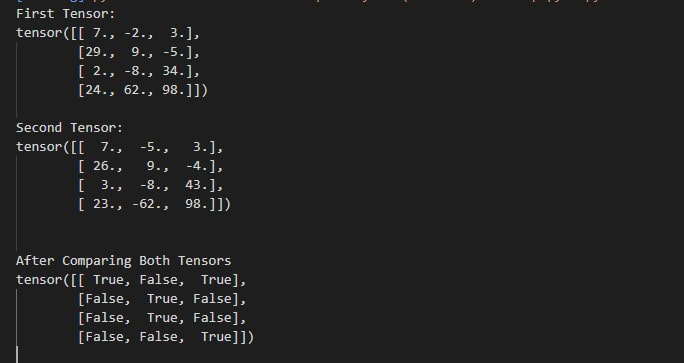 First Tensor:
tensor([[ 7., -2.,  3.],
        [29.,  9., -5.],
        [ 2., -8., 34.],
        [24., 62., 98.]])
Second Tensor:
tensor([[  7.,  -5.,   3.],
        [ 26.,   9.,  -4.],
        [  3.,  -8.,  43.],
        [ 23., -62.,  98.]])
After Comparing Both Tensors
tensor([[ True, False,  True],
        [False,  True, False],
        [False,  True, False],
        [False, False,  True]])